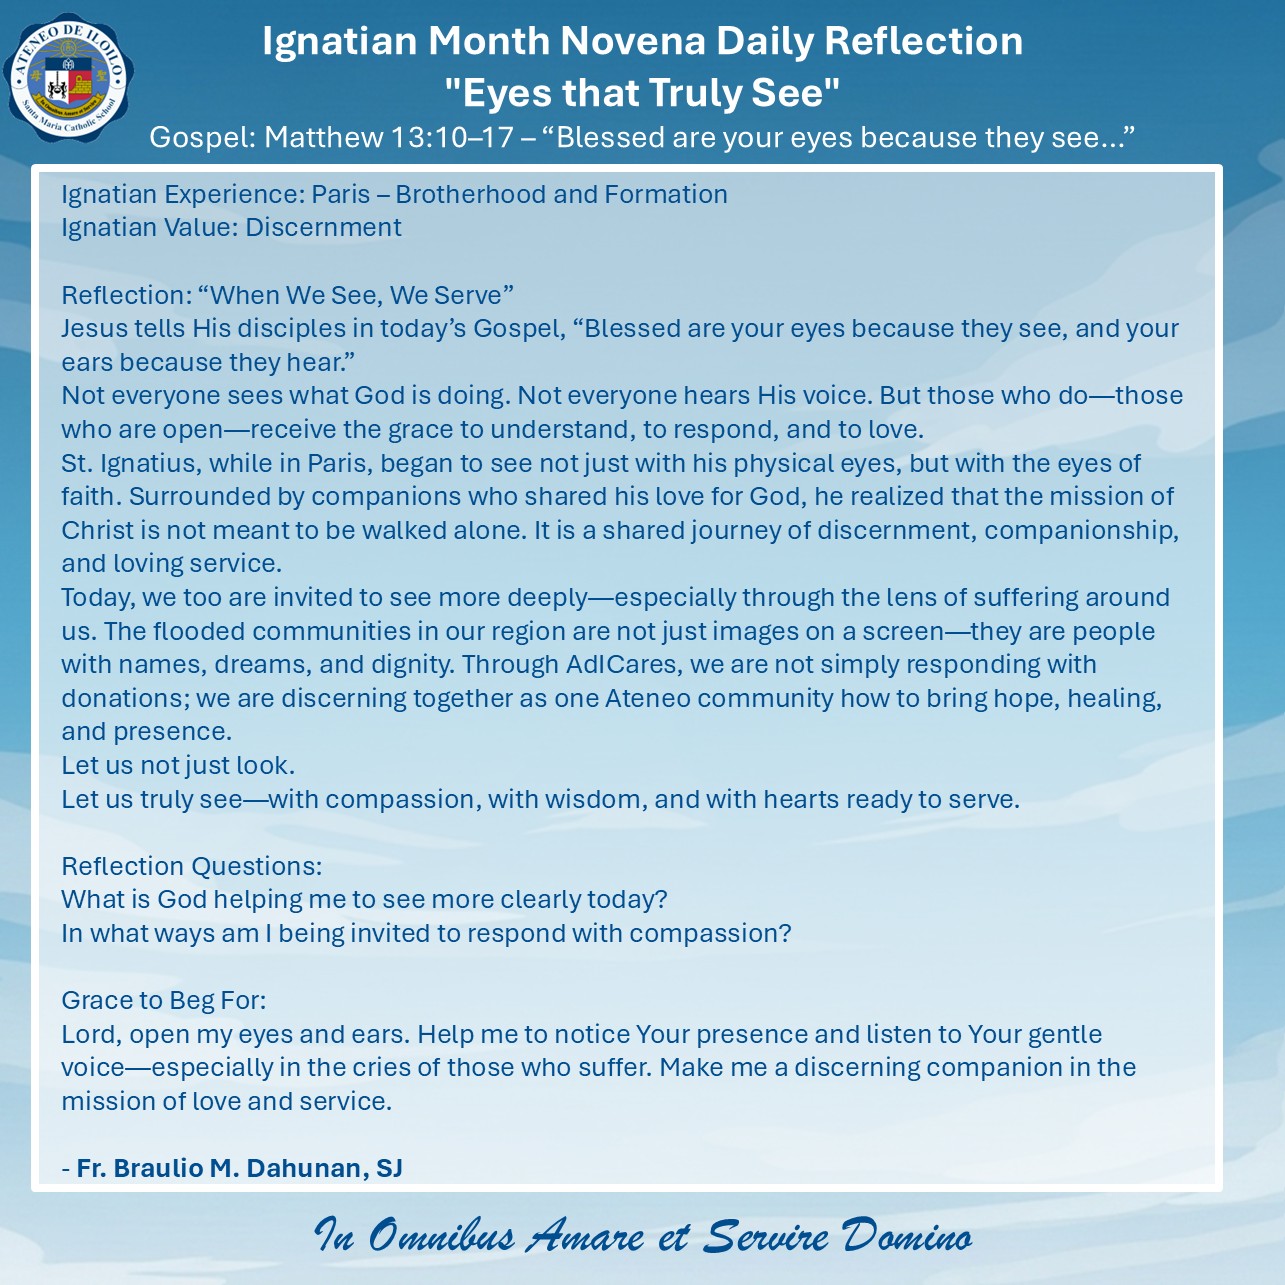 ATENEO DE ILOILO
Santa Maria Catholic School
Ignatian Month Novena Daily Reflection
"Eyes that Truly See"
Gospel: Matthew 13:10–17 – “Blessed are your eyes because they see...”
Ignatian Experience: Paris – Brotherhood and Formation
Ignatian Value: Discernment
Reflection: “When We See, We Serve”
Jesus tells His disciples in today’s Gospel, “Blessed are your eyes because they see, and your
ears because they hear.”
Not everyone sees what God is doing. Not everyone hears His voice. But those who do—those
who are open—receive the grace to understand, to respond, and to love.
St. Ignatius, while in Paris, began to see not just with his physical eyes, but with the eyes of
faith. Surrounded by companions who shared his love for God, he realized that the mission of
Christ is not meant to be walked alone. It is a shared journey of discernment, companionship,
and loving service.
Today, we too are invited to see more deeply—especially through the lens of suffering around
us. The flooded communities in our region are not just images on a screen—they are people
with names, dreams, and dignity. Through AdICares, we are not simply responding with
donations; we are discerning together as one Ateneo community how to bring hope, healing,
and presence.
Let us not just look.
Let us truly see—with compassion, with wisdom, and with hearts ready to serve.
Reflection Questions:
What is God helping me to see more clearly today?
In what ways am I being invited to respond with compassion?
Grace to Beg For:
Lord, open my eyes and ears. Help me to notice Your presence and listen to Your gentle
voice—especially in the cries of those who suffer. Make me a discerning companion in the
mission of love and service.
- Fr. Braulio M. Dahunan, SJ
In Omnibus Amare et Servire Domino